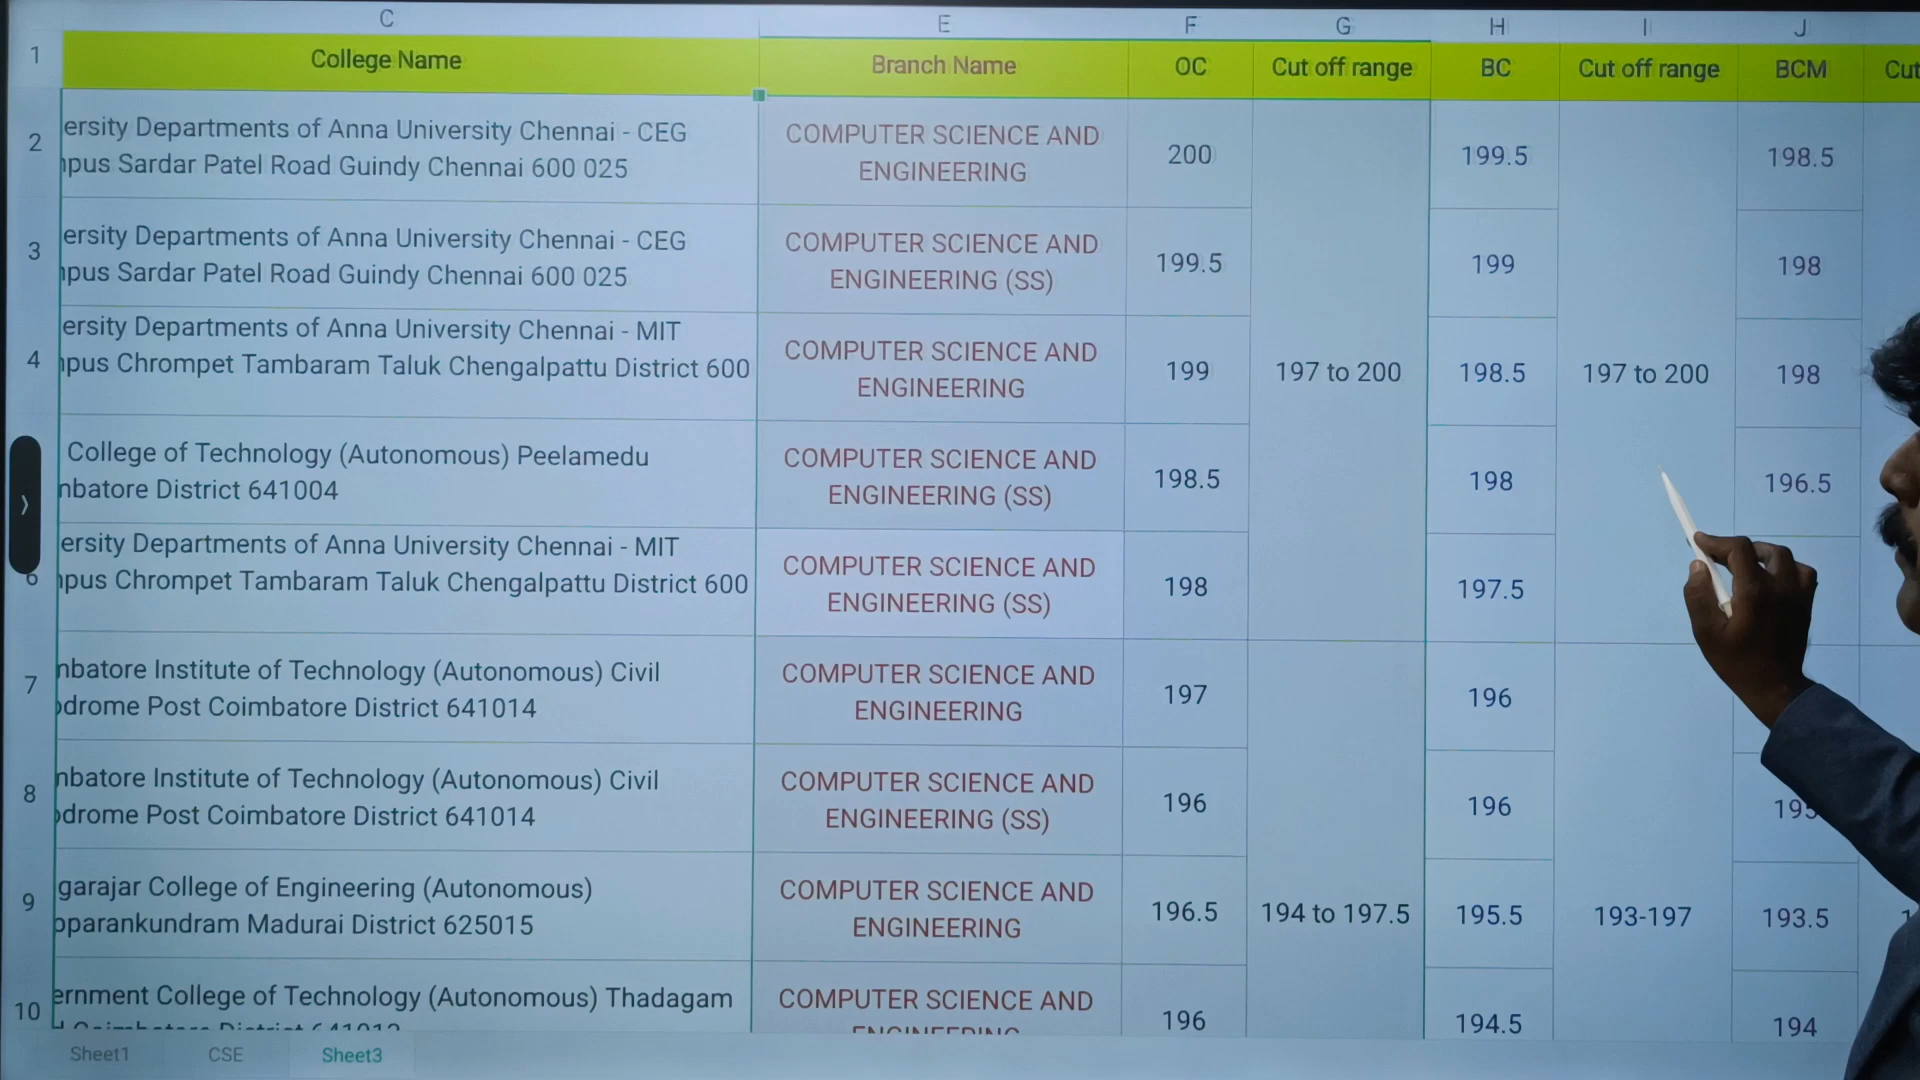 C E F G H I J
1 College Name Branch Name OC Cut off range BC Cut off range BCM Cut
2 ersity Departments of Anna University Chennai - CEG COMPUTER SCIENCE AND 200 199.5 198.5
pus Sardar Patel Road Guindy Chennai 600 025 ENGINEERING
3 ersity Departments of Anna University Chennai - CEG COMPUTER SCIENCE AND 199.5 199 198
pus Sardar Patel Road Guindy Chennai 600 025 ENGINEERING (SS)
4 ersity Departments of Anna University Chennai - MIT COMPUTER SCIENCE AND 199 197 to 200 198.5 197 to 200 198
pus Chrompet Tambaram Taluk Chengalpattu District 600 ENGINEERING
College of Technology (Autonomous) Peelamedu COMPUTER SCIENCE AND 198.5 198 196.5
nbatore District 641004 ENGINEERING (SS)
6 ersity Departments of Anna University Chennai - MIT COMPUTER SCIENCE AND 198 197.5
pus Chrompet Tambaram Taluk Chengalpattu District 600 ENGINEERING (SS)
7 nbatore Institute of Technology (Autonomous) Civil COMPUTER SCIENCE AND 197 196
odrome Post Coimbatore District 641014 ENGINEERING
8 nbatore Institute of Technology (Autonomous) Civil COMPUTER SCIENCE AND 196 196
odrome Post Coimbatore District 641014 ENGINEERING (SS)
9 garajar College of Engineering (Autonomous) COMPUTER SCIENCE AND 196.5 194 to 197.5 195.5 193-197 193.5
pparankundram Madurai District 625015 ENGINEERING
10 ernment College of Technology (Autonomous) Thadagam COMPUTER SCIENCE AND 196 194.5 194
ENGINEERING
Sheet1 CSE Sheet3